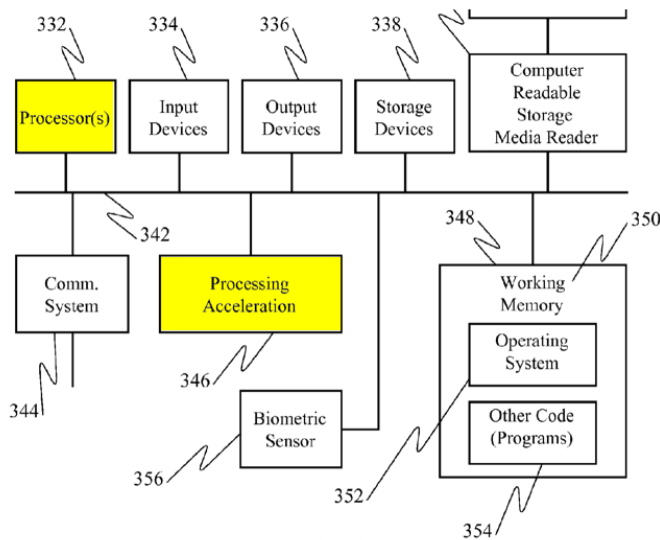 332
334
336
338
Processor(s)
Input
Devices
Output
Devices
Storage
Devices
Computer
Readable
Storage
Media Reader
342
348
350
Comm.
System
Processing
Acceleration
Working
Memory
Operating
System
344
346
Biometric
Sensor
Other Code
(Programs)
356
352
354